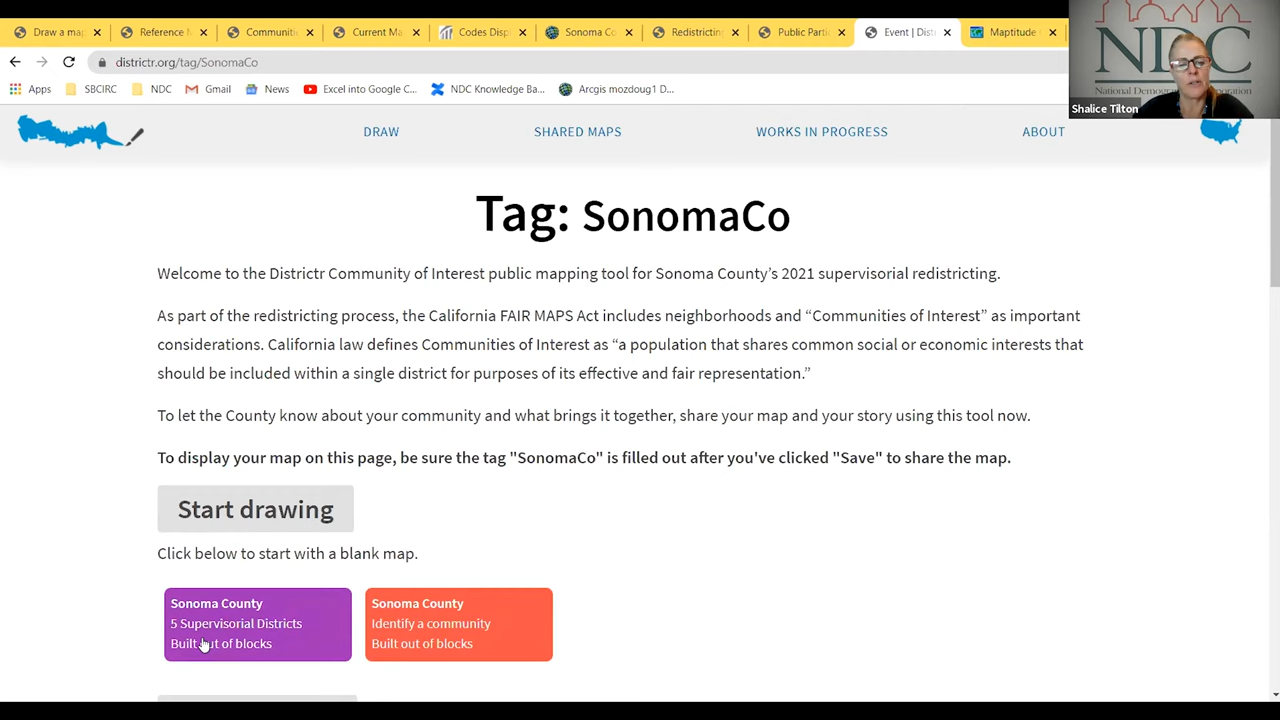 Draw a ma
Reference M
Communiti
Current Ma
Codes Disp
Sonoma Co
Redistrictin
Public Parti
Event | Dist
Maptitude
districtr.org/tag/SonomaCo
Apps
SBCIRC
NDC
Gmail
News
Excel into Google C...
NDC Knowledge Ba...
Arcgis mozdoug1 D...
NDC
National Demog
poration
Shalice Tilton
DRAW
SHARED MAPS
WORKS IN PROGRESS
ABOUT
Tag: SonomaCo
Welcome to the Districtr Community of Interest public mapping tool for Sonoma County's 2021 supervisorial redistricting.
As part of the redistricting process, the California FAIR MAPS Act includes neighborhoods and “Communities of Interest” as important
considerations. California law defines Communities of Interest as “a population that shares common social or economic interests that
should be included within a single district for purposes of its effective and fair representation.”
To let the County know about your community and what brings it together, share your map and your story using this tool now.
To display your map on this page, be sure the tag "SonomaCo" is filled out after you've clicked "Save" to share the map.
Start drawing
Click below to start with a blank map.
Sonoma County
5 Supervisorial Districts
Built out of blocks
Sonoma County
Identify a community
Built out of blocks